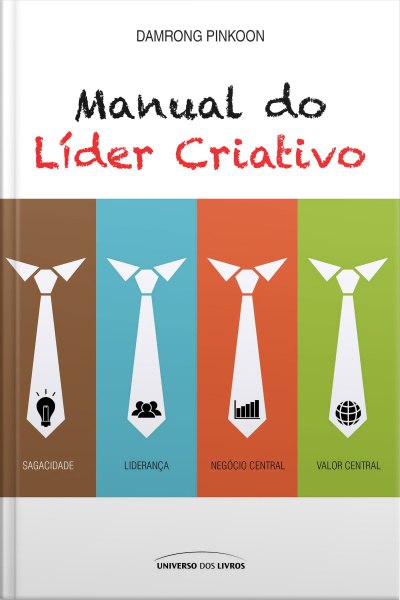 DAMRONG PINKOON
Manual do
Líder Criativo
SAGACIDADE
LIDERANÇA
NEGÓCIO CENTRAL
VALOR CENTRAL
UNIVERSO DOS LIVROS